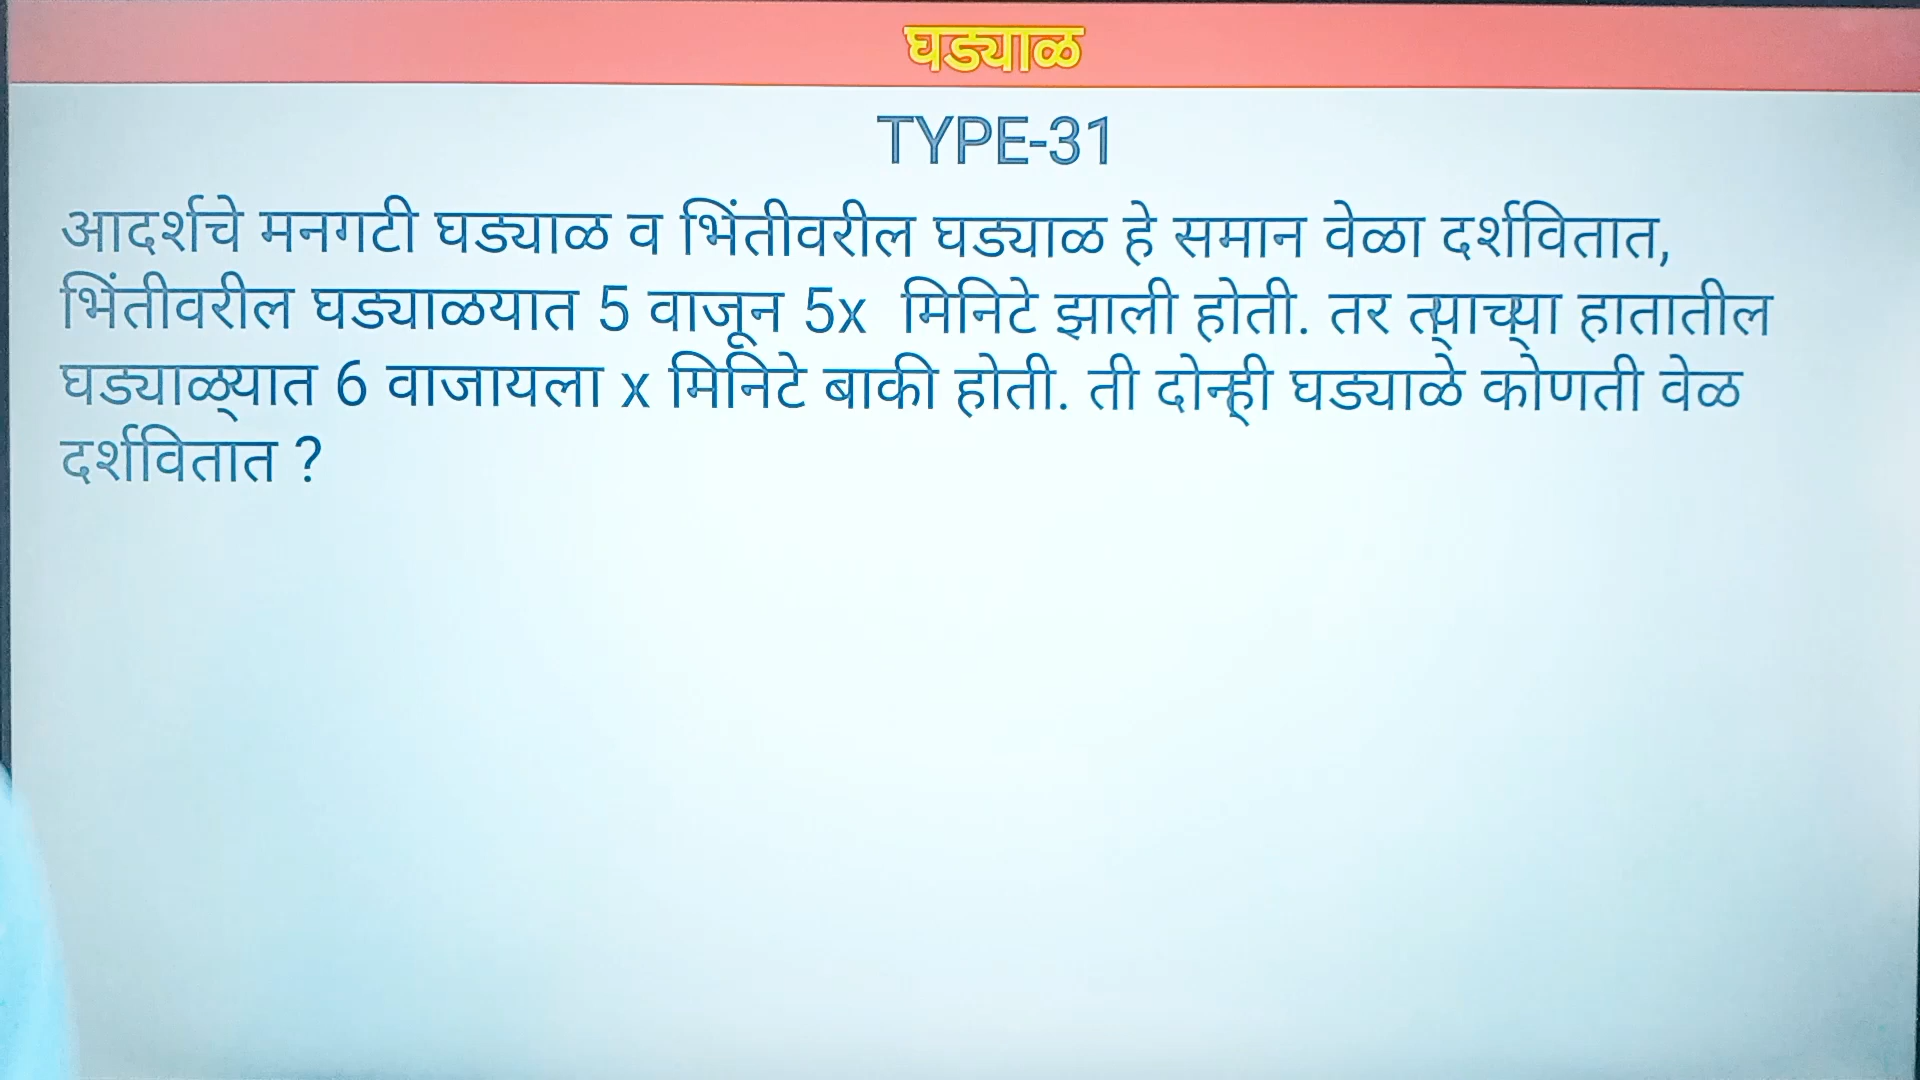 घड्याळ
TYPE-31
आदर्शचे मनगटी घड्याळ व भिंतीवरील घड्याळ हे समान वेळा दर्शवितात,
भिंतीवरील घड्याळयात 5 वाजून 5x मिनिटे झाली होती. तर त्याच्या हातातील
घड्याळ्यात 6 वाजायला x मिनिटे बाकी होती. ती दोन्ही घड्याळे कोणती वेळ
दर्शवितात ?